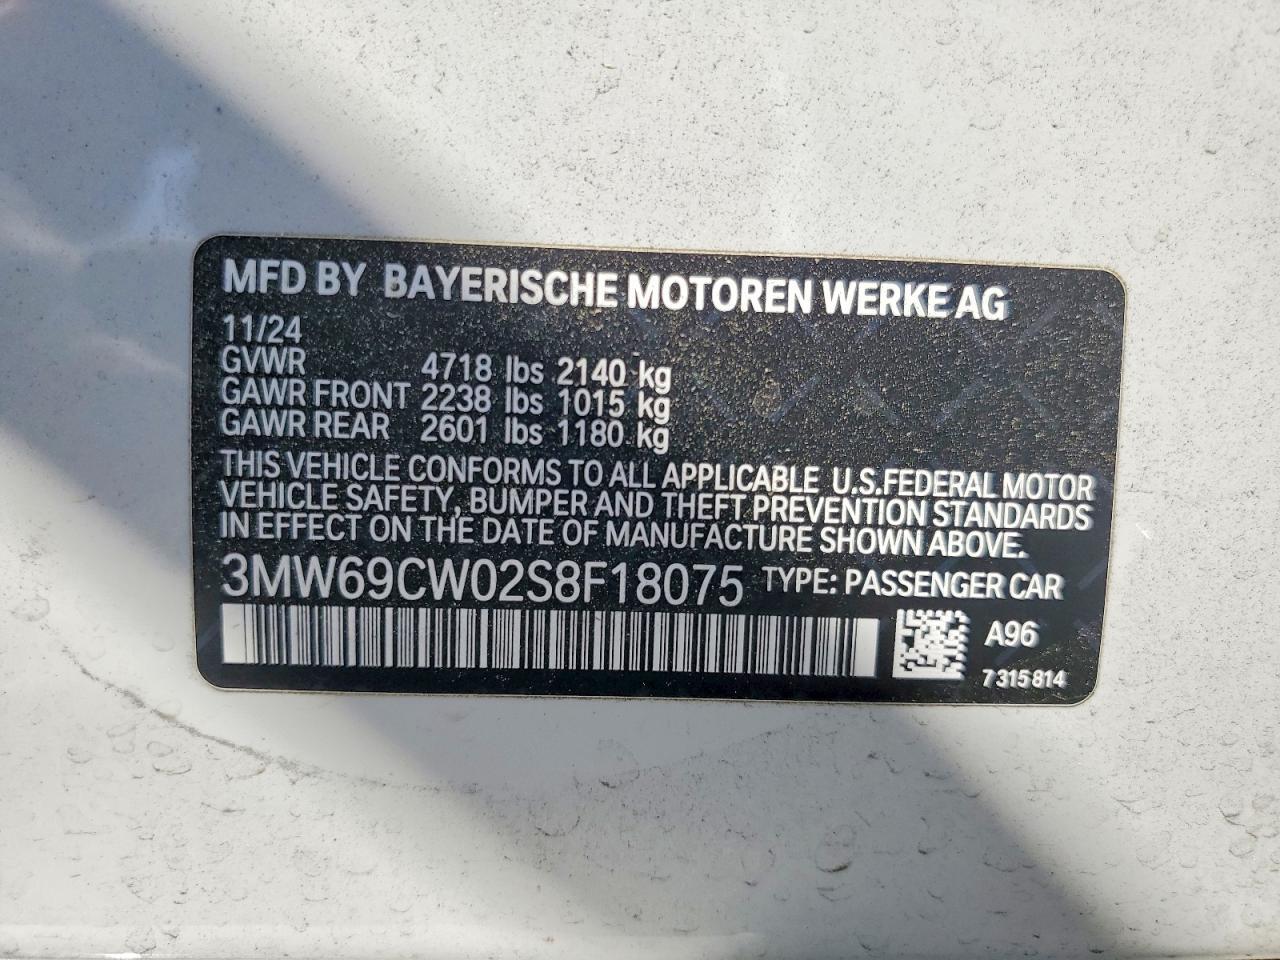 MFD BY BAYERISCHE MOTOREN WERKE AG
11/24
GVWR 4718 lbs 2140 kg
GAWR FRONT 2238 lbs 1015 kg
GAWR REAR 2601 lbs 1180 kg
THIS VEHICLE CONFORMS TO ALL APPLICABLE U.S.FEDERAL MOTOR
VEHICLE SAFETY, BUMPER AND THEFT PREVENTION STANDARDS
IN EFFECT ON THE DATE OF MANUFACTURE SHOWN ABOVE.
3MW69CW02S8F18075 TYPE: PASSENGER CAR
A96
7 315 814